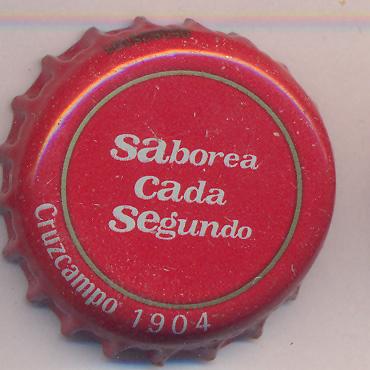 Saborea
Cada
Segundo
Cruzcampo 1904